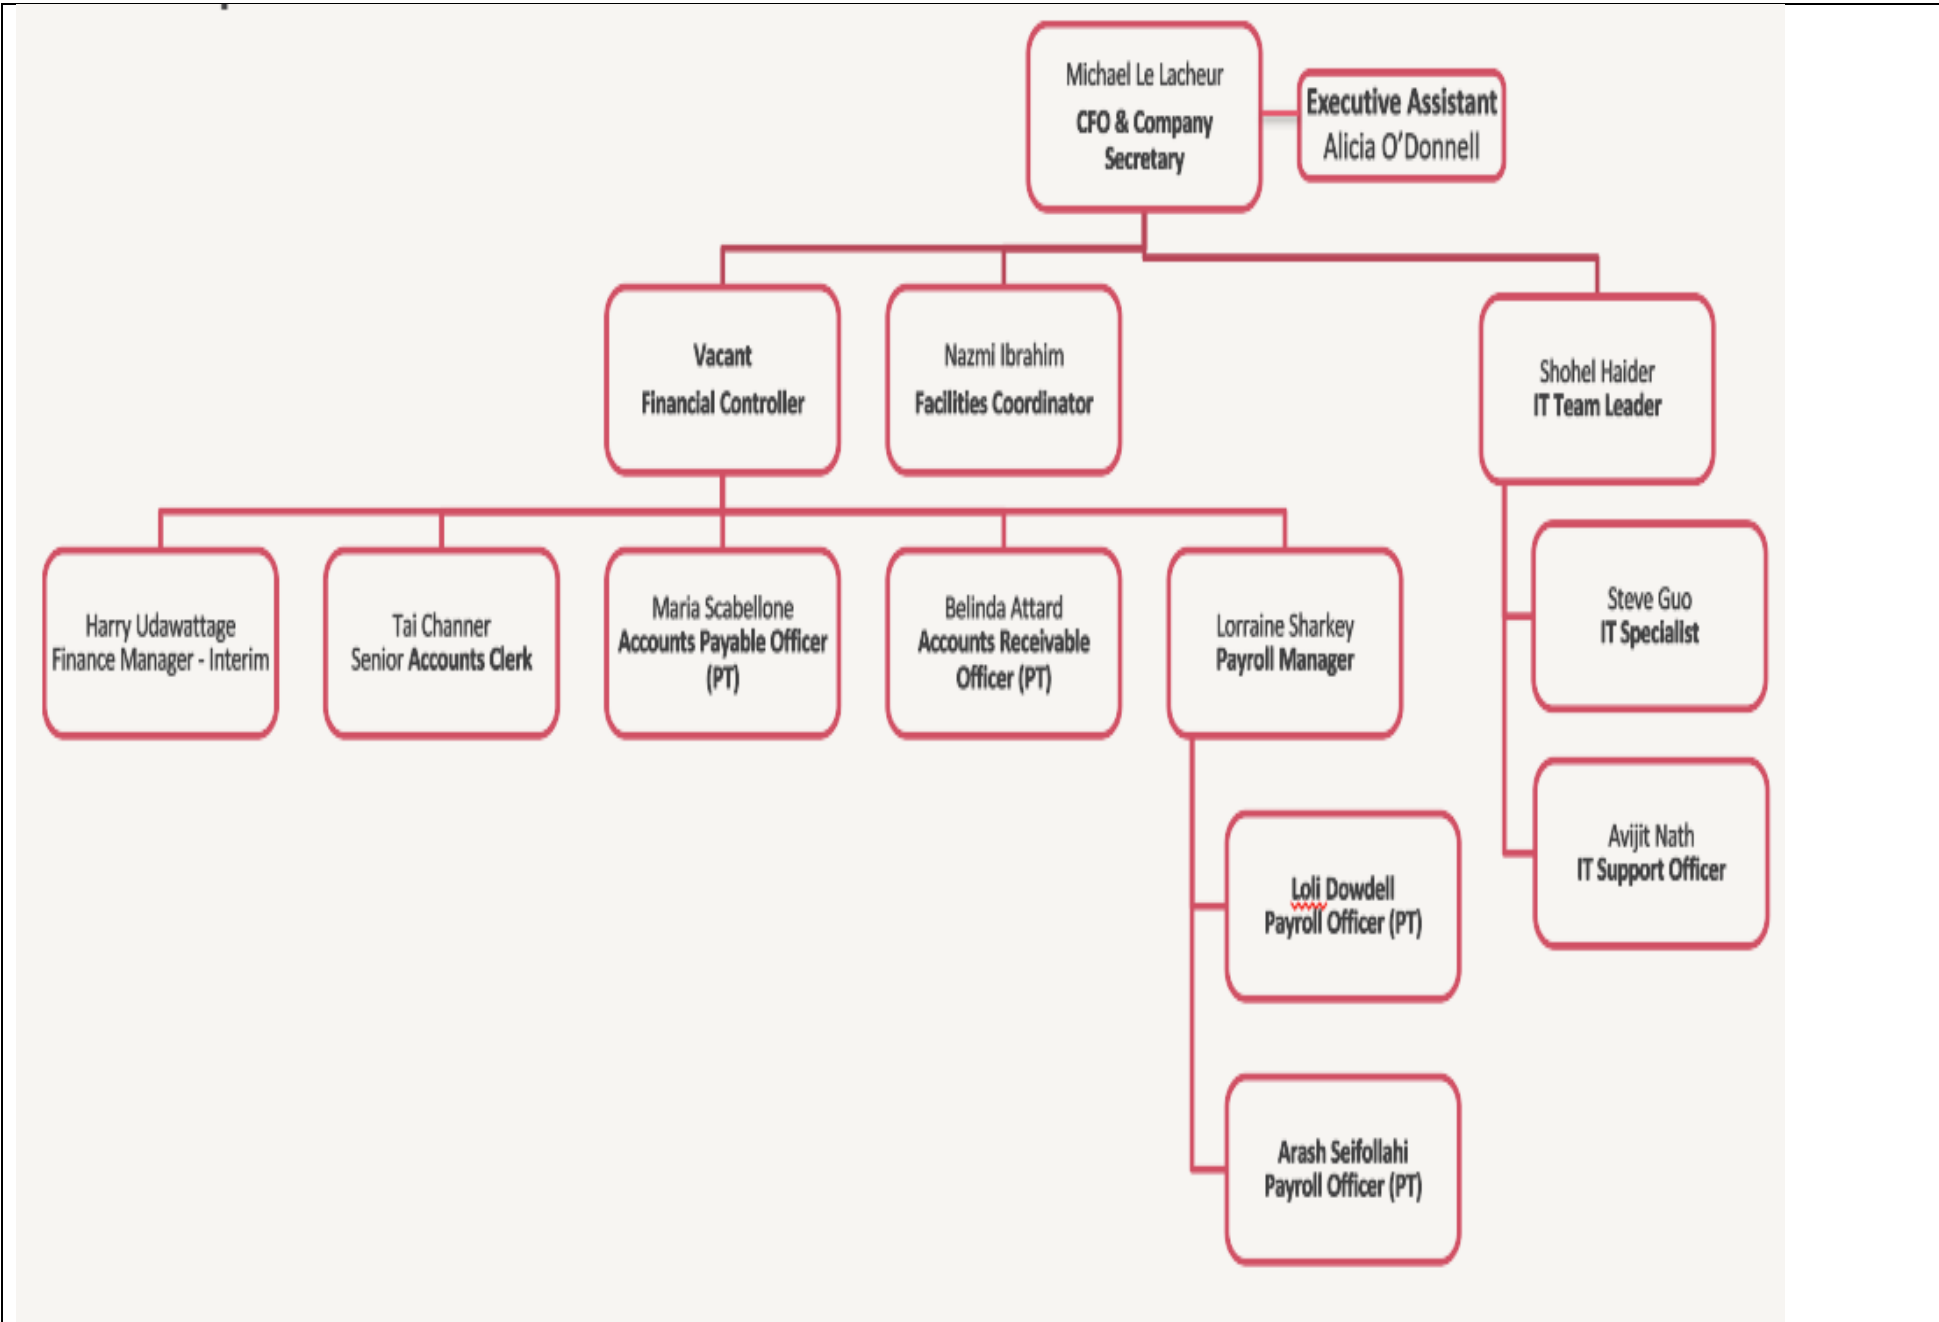 Michael Le Lacheur
CFO & Company
Secretary
Executive Assistant
Alicia O'Donnell
Vacant
Financial Controller
Nazmi Ibrahim
Facilities Coordinator
Shohel Haider
IT Team Leader
Harry Udawattage
Finance Manager - Interim
Tai Channer
Senior Accounts Clerk
Maria Scabellone
Accounts Payable Officer
(PT)
Belinda Attard
Accounts Receivable
Officer (PT)
Lorraine Sharkey
Payroll Manager
Steve Guo
IT Specialist
Avijit Nath
IT Support Officer
Loli Dowdell
Payroll Officer (PT)
Arash Seifollahi
Payroll Officer (PT)